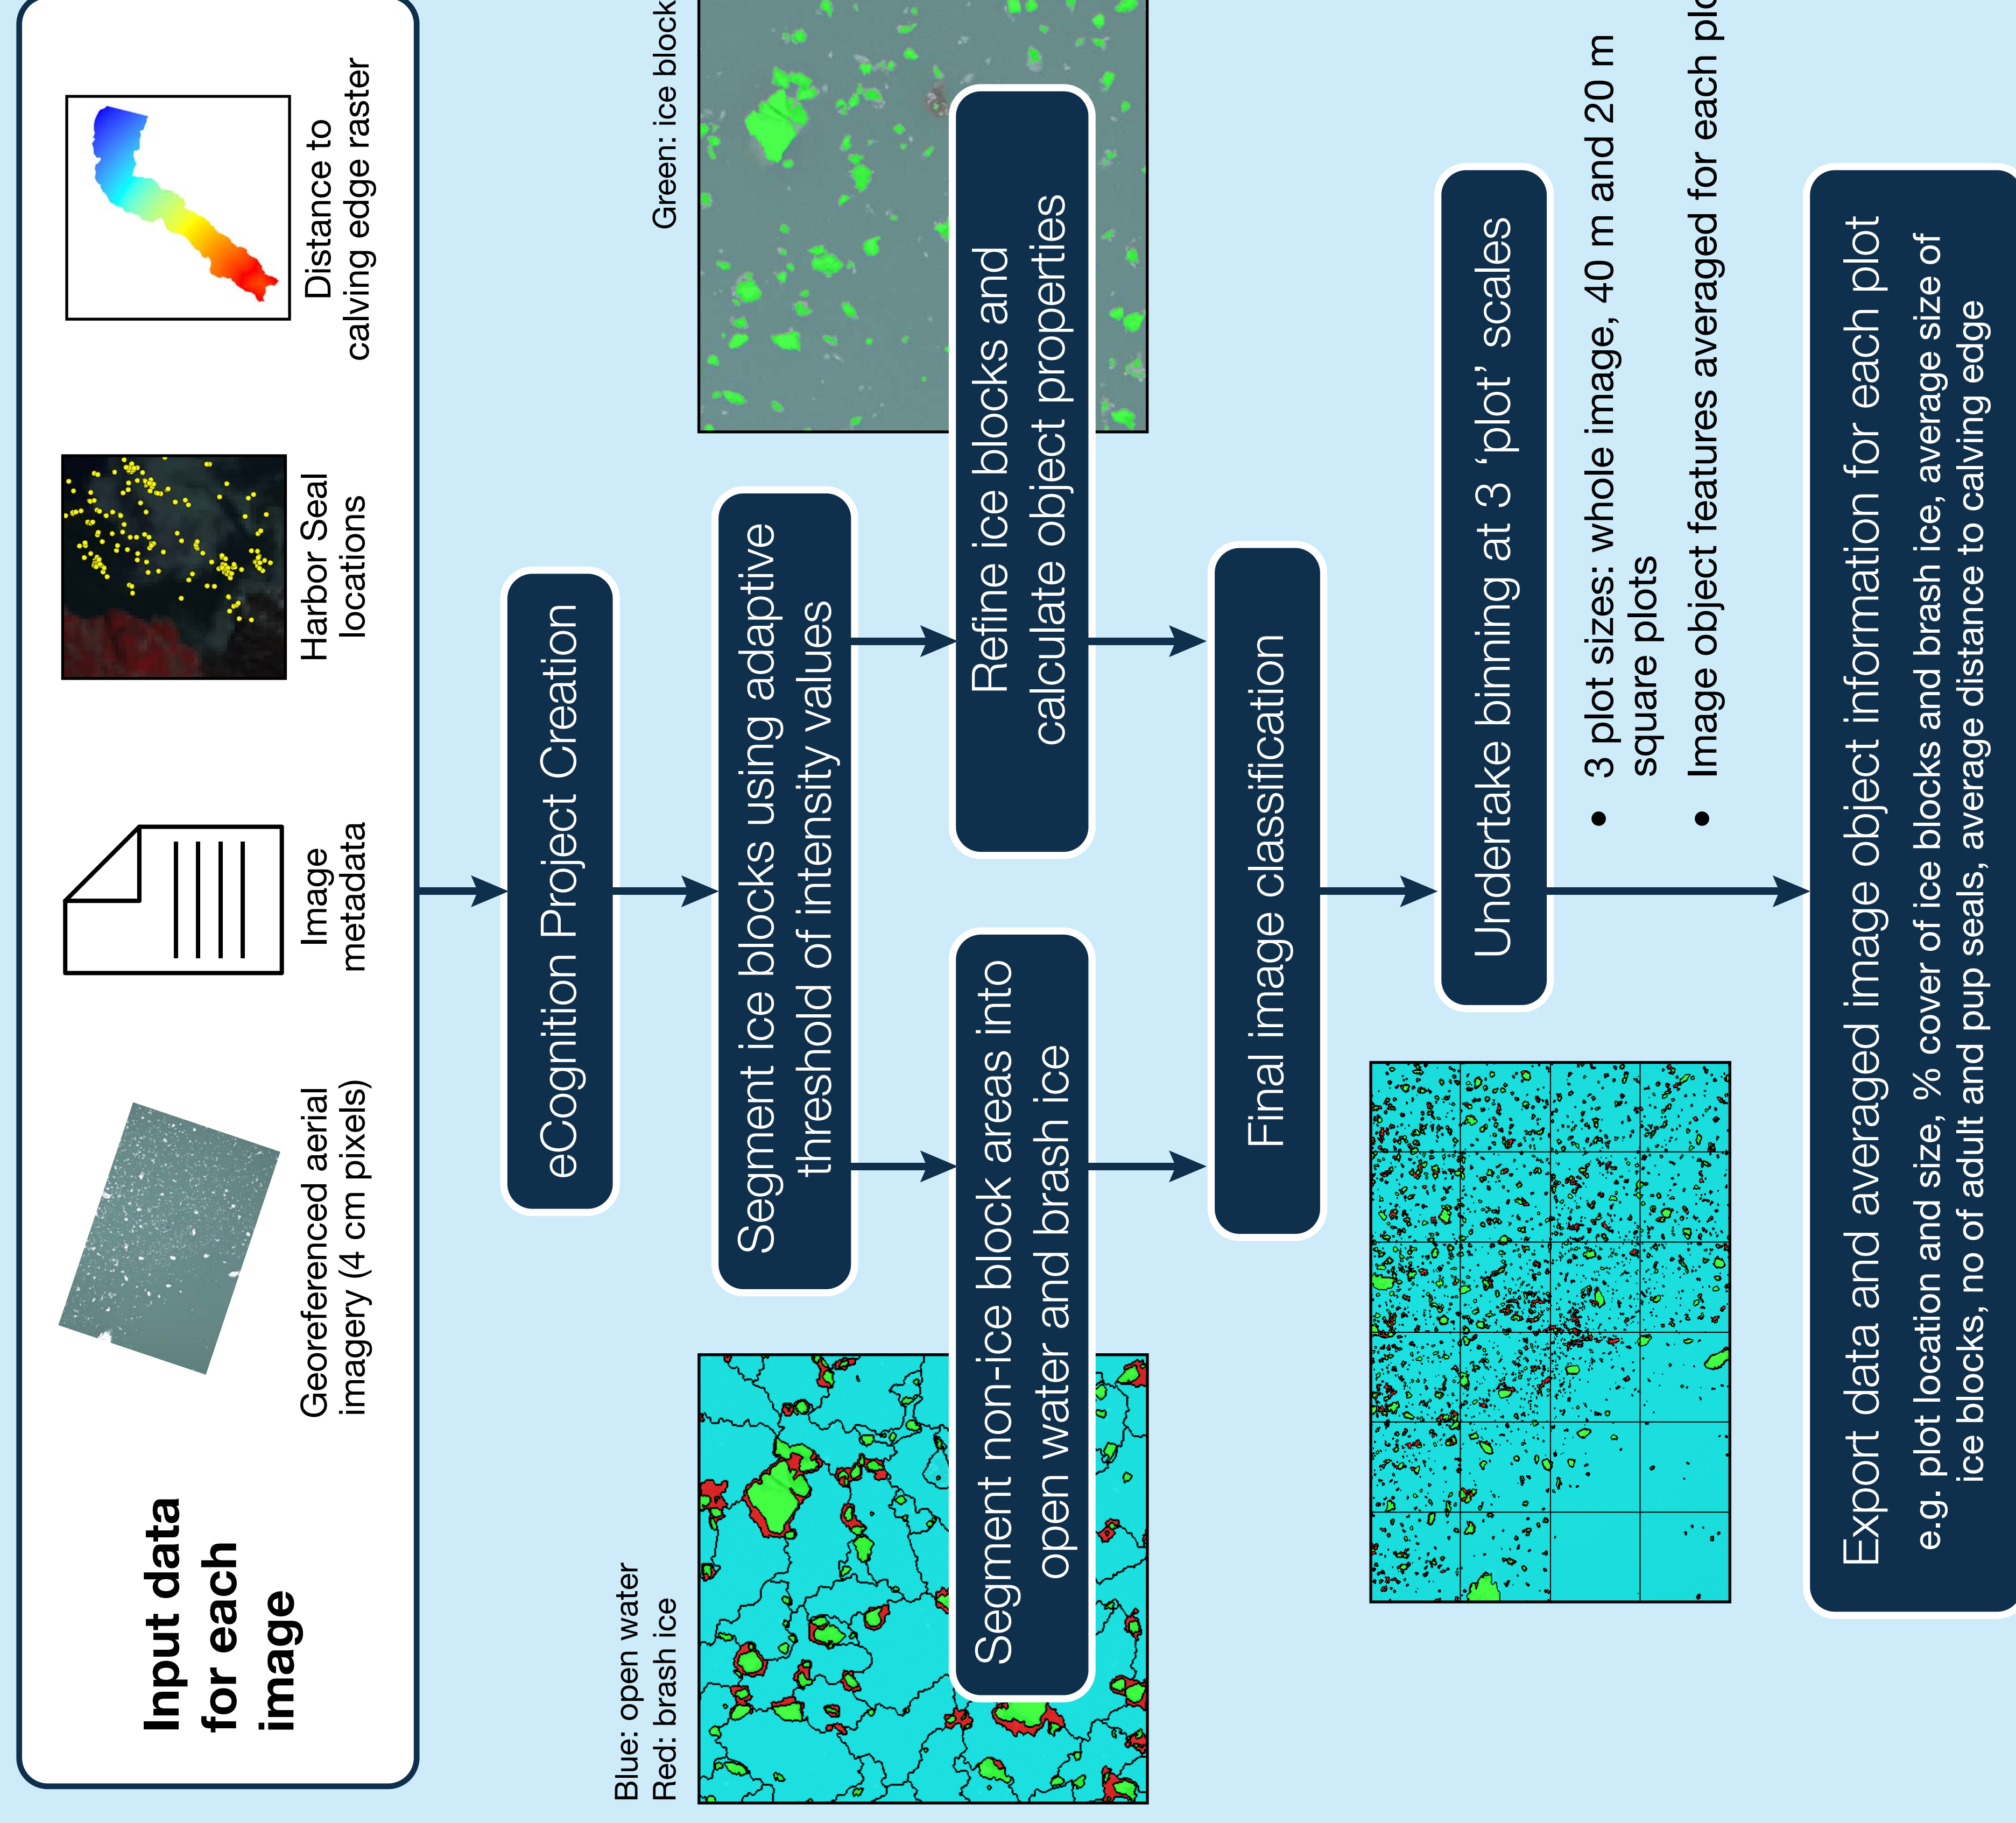 Input data
for each
image
Georeferenced aerial
imagery (4 cm pixels)
Image
metadata
Harbor Seal
locations
Distance to
calving edge raster
eCognition Project Creation
Segment ice blocks using adaptive
threshold of intensity values
Blue: open water
Red: brash ice
Green: ice block
Segment non-ice block areas into
open water and brash ice
Refine ice blocks and
calculate object properties
Final image classification
Undertake binning at 3 ‘plot’ scales
• 3 plot sizes: whole image, 40 m and 20 m
square plots
• Image object features averaged for each plo
Export data and averaged image object information for each plot
e.g. plot location and size, % cover of ice blocks and brash ice, average size of
ice blocks, no of adult and pup seals, average distance to calving edge